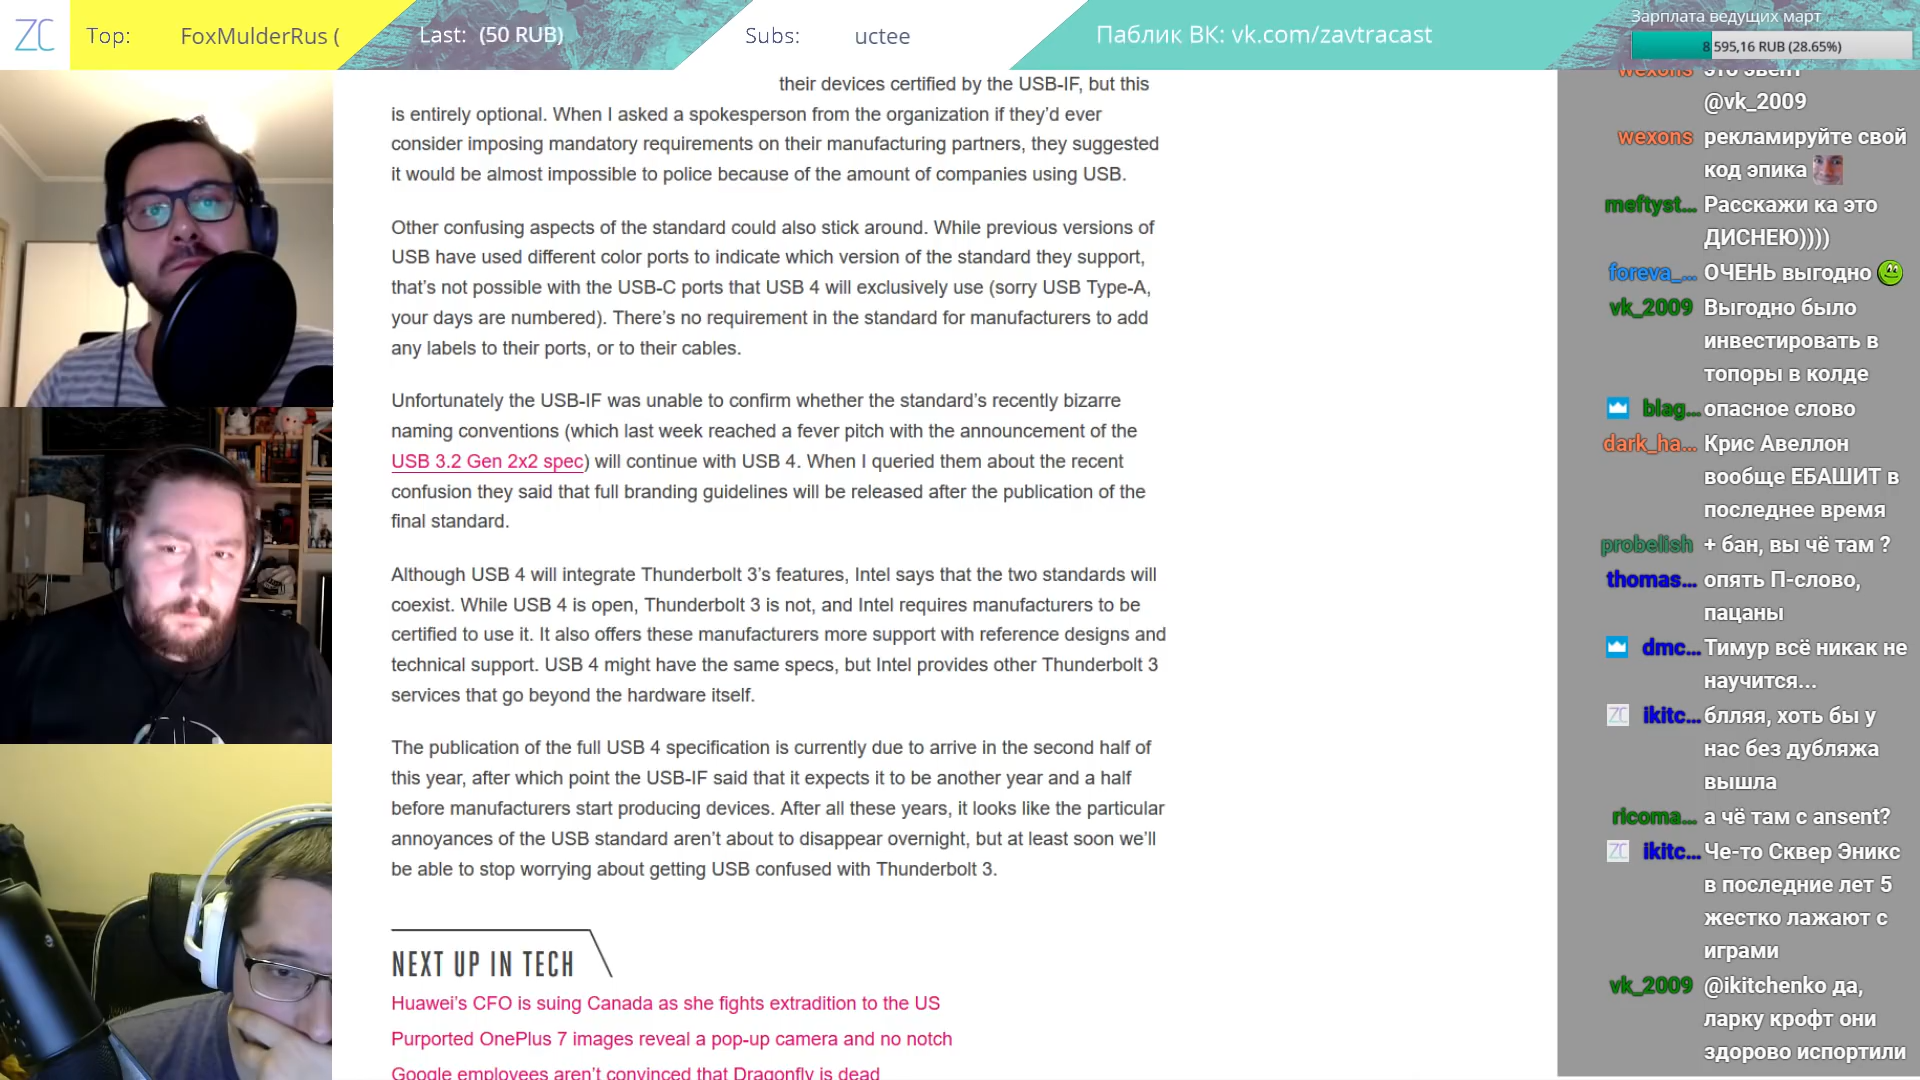 ZC
Top: FoxMulderRus (
Last: (50 RUB)
Subs: uctee
Паблик ВК: vk.com/zavtracast
Зарплата ведущих март
8 595,16 RUB (28.65%)
their devices certified by the USB-IF, but this
is entirely optional. When I asked a spokesperson from the organization if they’d ever
consider imposing mandatory requirements on their manufacturing partners, they suggested
it would be almost impossible to police because of the amount of companies using USB.
Other confusing aspects of the standard could also stick around. While previous versions of
USB have used different color ports to indicate which version of the standard they support,
that’s not possible with the USB-C ports that USB 4 will exclusively use (sorry USB Type-A,
your days are numbered). There’s no requirement in the standard for manufacturers to add
any labels to their ports, or to their cables.
Unfortunately the USB-IF was unable to confirm whether the standard’s recently bizarre
naming conventions (which last week reached a fever pitch with the announcement of the
USB 3.2 Gen 2x2 spec) will continue with USB 4. When I queried them about the recent
confusion they said that full branding guidelines will be released after the publication of the
final standard.
Although USB 4 will integrate Thunderbolt 3’s features, Intel says that the two standards will
coexist. While USB 4 is open, Thunderbolt 3 is not, and Intel requires manufacturers to be
certified to use it. It also offers these manufacturers more support with reference designs and
technical support. USB 4 might have the same specs, but Intel provides other Thunderbolt 3
services that go beyond the hardware itself.
The publication of the full USB 4 specification is currently due to arrive in the second half of
this year, after which point the USB-IF said that it expects it to be another year and a half
before manufacturers start producing devices. After all these years, it looks like the particular
annoyances of the USB standard aren’t about to disappear overnight, but at least soon we’ll
be able to stop worrying about getting USB confused with Thunderbolt 3.
NEXT UP IN TECH
Huawei’s CFO is suing Canada as she fights extradition to the US
Purported OnePlus 7 images reveal a pop-up camera and no notch
Google employees aren’t convinced that Dragonfly is dead
wexons это эвент
@vk_2009
wexons рекламируйте свой
код эпика
meftyst... Расскажи ка это
ДИСНЕЮ))))
foreva_... ОЧЕНЬ выгодно
vk_2009 Выгодно было
инвестировать в
топоры в колде
blag... опасное слово
dark_ha... Крис Авеллон
вообще ЕБАШИТ в
последнее время
probelish + бан, вы чё там ?
thomas... опять П-слово,
пацаны
dmc... Тимур всё никак не
научится...
ZC ikitc... блляя, хоть бы у
нас без дубляжа
вышла
ricoma... а чё там с ansent?
ZC ikitc... Че-то Сквер Эникс
в последние лет 5
жестко лажают с
играми
vk_2009 @ikitchenko да,
ларку крофт они
здорово испортили